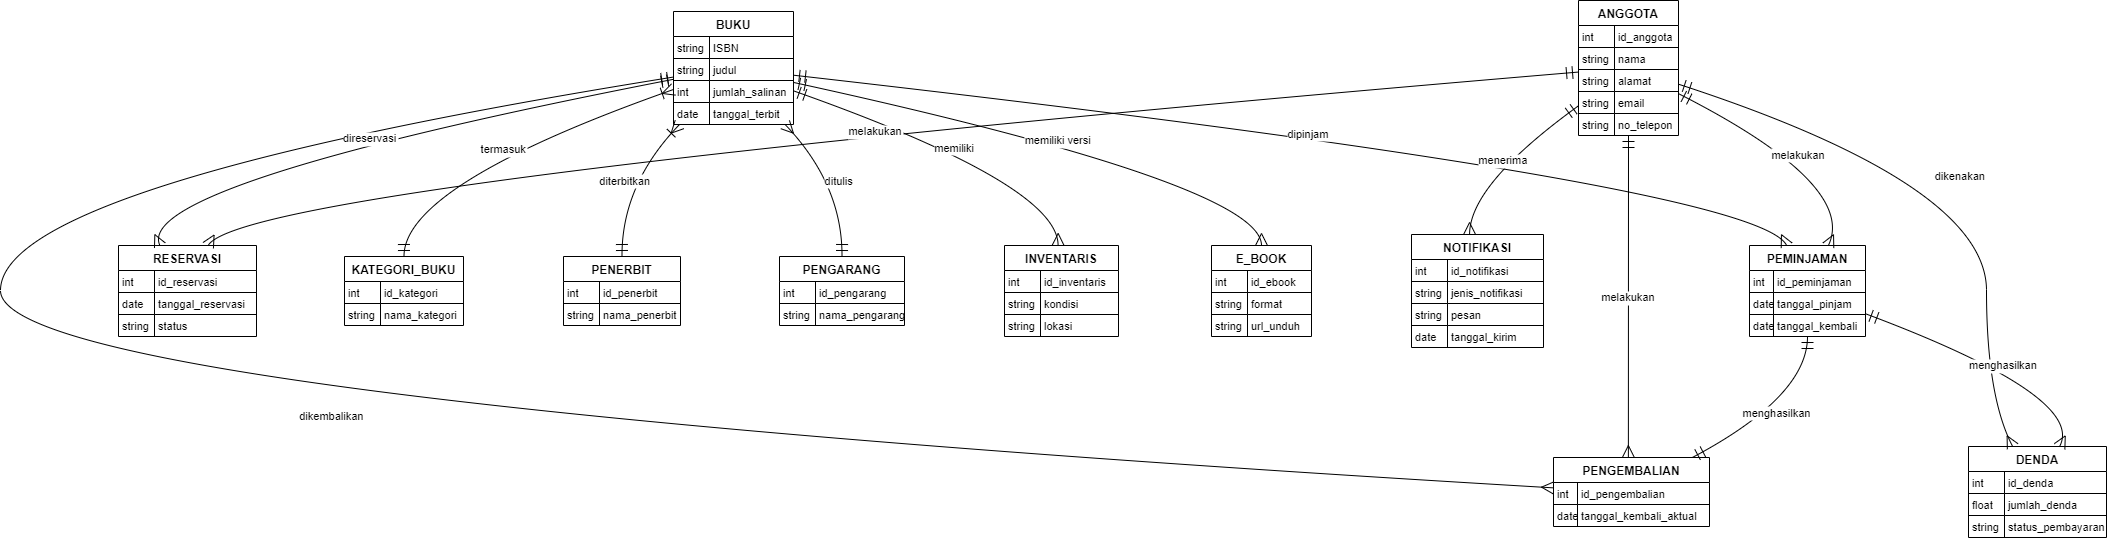 BUKU
string ISBN
string judul
int jumlah_salinan
date tanggal_terbit
ANGGOTA
int id_anggota
string nama
string alamat
string email
string no_telepon
direservasi
termasuk
diterbitkan
ditulis
melakukan
memiliki
memiliki versi
dipinjam
menerima
melakukan
dikenakan
RESERVASI
int id_reservasi
date tanggal_reservasi
string status
KATEGORI_BUKU
int id_kategori
string nama_kategori
PENERBIT
int id_penerbit
string nama_penerbit
PENGARANG
int id_pengarang
string nama_pengarang
INVENTARIS
int id_inventaris
string kondisi
string lokasi
E_BOOK
int id_ebook
string format
string url_unduh
NOTIFIKASI
int id_notifikasi
string jenis_notifikasi
string pesan
date tanggal_kirim
PEMINJAMAN
int id_peminjaman
date tanggal_pinjam
date tanggal_kembali
melakukan
menghasilkan
menghasilkan
dikembalikan
PENGEMBALIAN
int id_pengembalian
date tanggal_kembali_aktual
DENDA
int id_denda
float jumlah_denda
string status_pembayaran